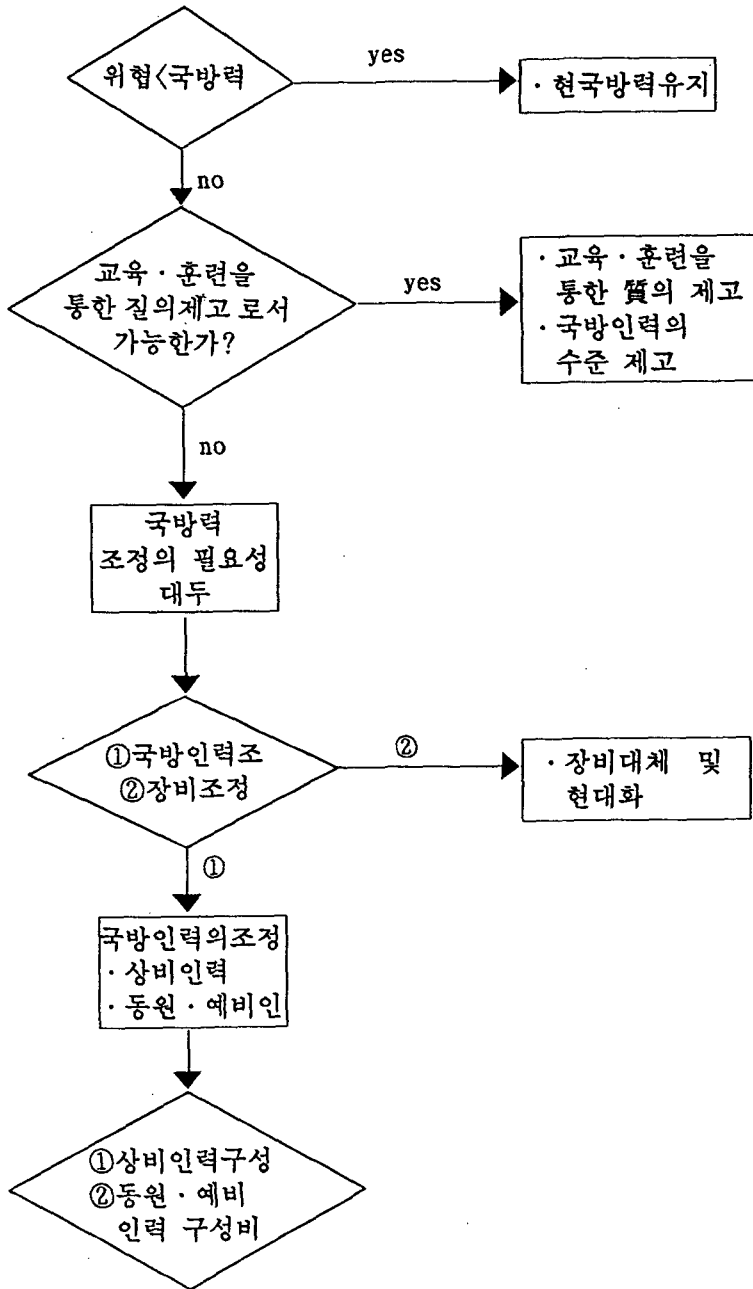 위협<국방력
yes
· 현국방력유지
no
교육 · 훈련을
통한 질의제고 로서
가능한가?
yes
· 교육 · 훈련을
통한 質의 제고
· 국방인력의
수준 제고
no
국방력
조정의 필요성
대두
①국방인력조
②장비조정
②
· 장비대체 및
현대화
①
국방인력의조정
· 상비인력
· 동원 · 예비인
①상비인력구성
②동원 · 예비
인력 구성비